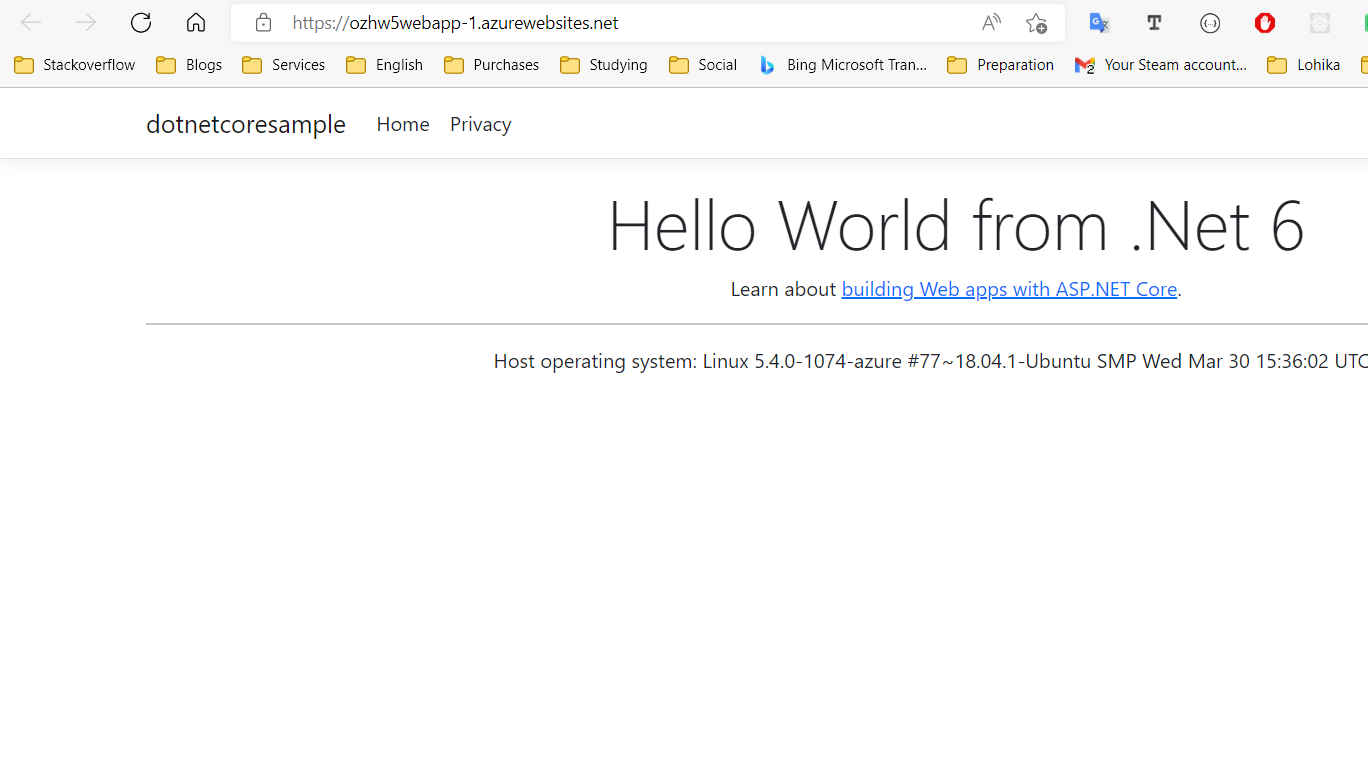 https://ozhw5webapp-1.azurewebsites.net
Stackoverflow Blogs Services English Purchases Studying Social Bing Microsoft Tran... Preparation Your Steam account... Lohika
dotnetcoresample Home Privacy
Hello World from .Net 6
Learn about building Web apps with ASP.NET Core.
Host operating system: Linux 5.4.0-1074-azure #77~18.04.1-Ubuntu SMP Wed Mar 30 15:36:02 UTC